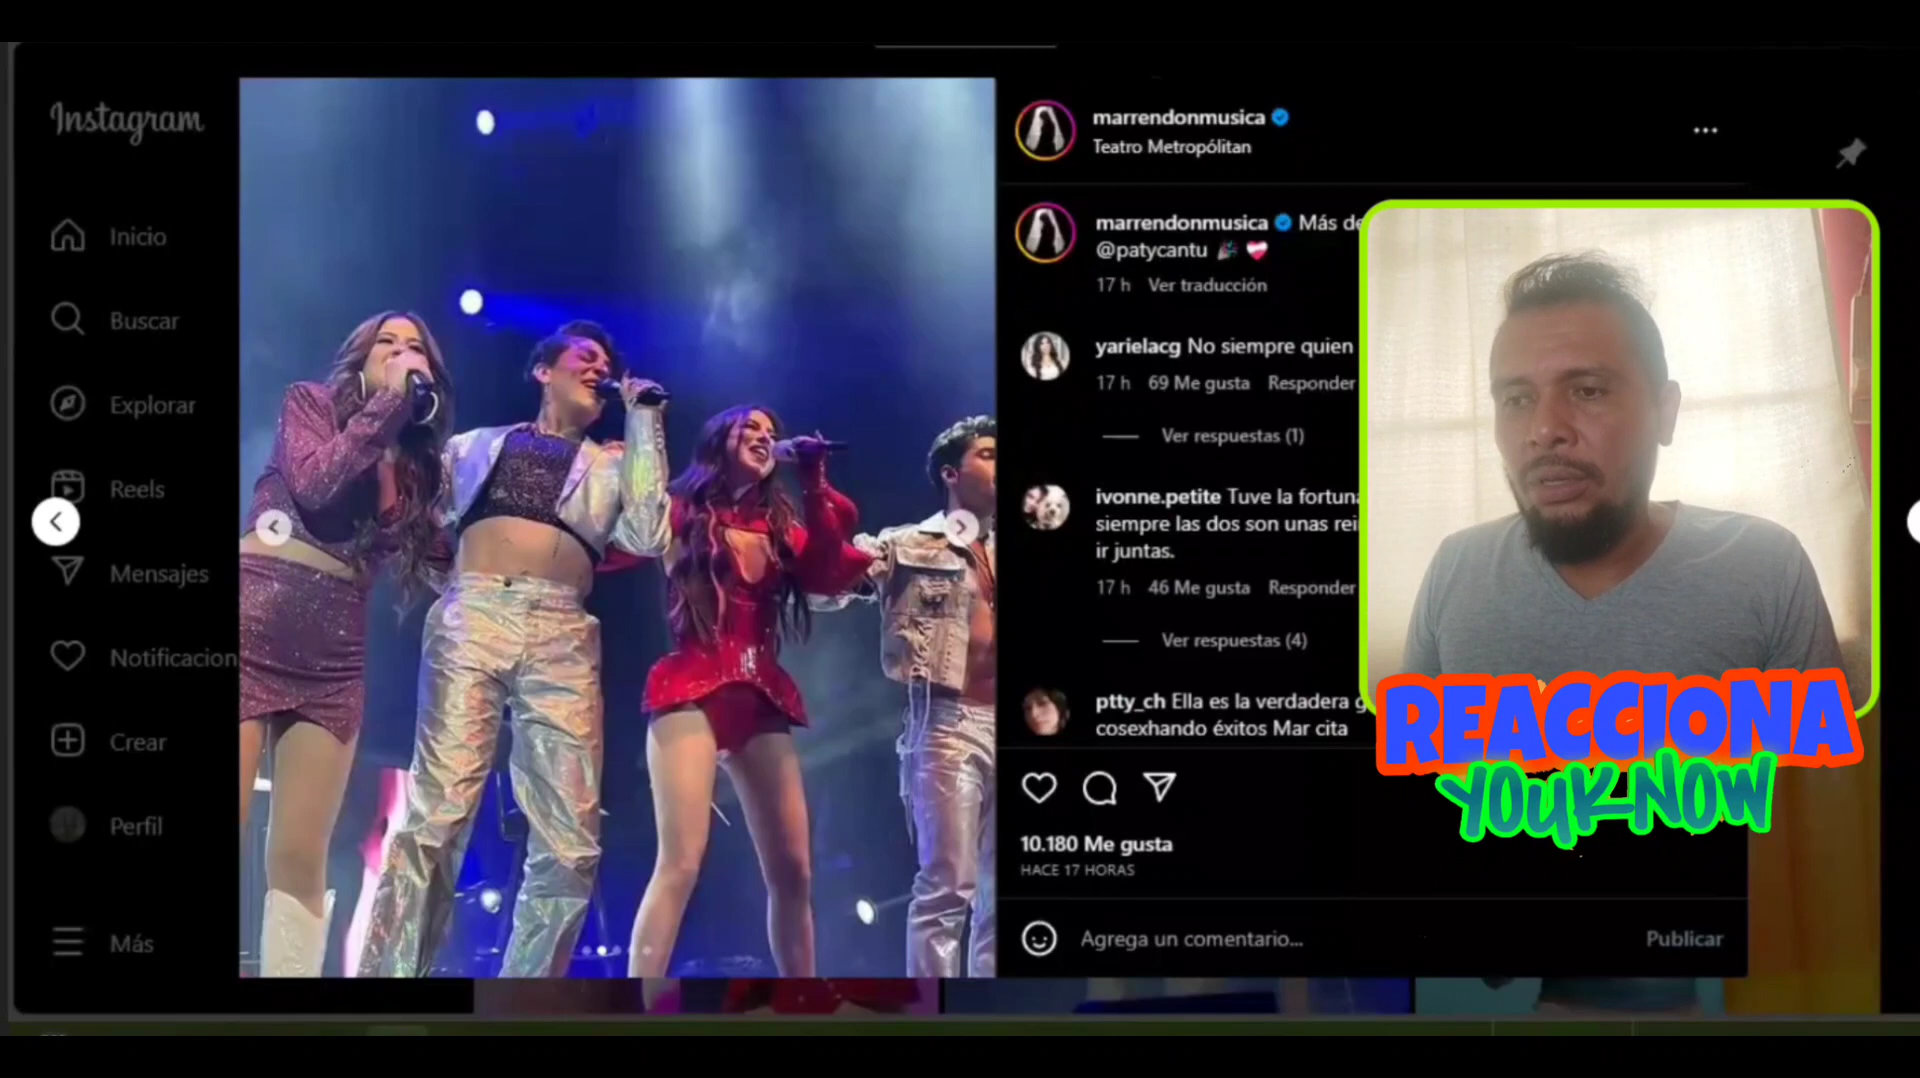 Instagram
Inicio
Buscar
Explorar
Reels
Mensajes
Notificacion
Crear
Perfil
Más
marrendonmusica
Teatro Metropólitan
marrendonmusica Más de
@patycantu
17 h Ver traducción
yarielacg No siempre quien
17 h 69 Me gusta Responder
Ver respuestas (1)
ivonne.petite Tuve la fortuna
siempre las dos son unas rei
ir juntas.
17 h 46 Me gusta Responder
Ver respuestas (4)
ptty_ch Ella es la verdadera g
cosexhando éxitos Mar cita
10.180 Me gusta
HACE 17 HORAS
Agrega un comentario...
Publicar
REACCIONA
YOUKNOW